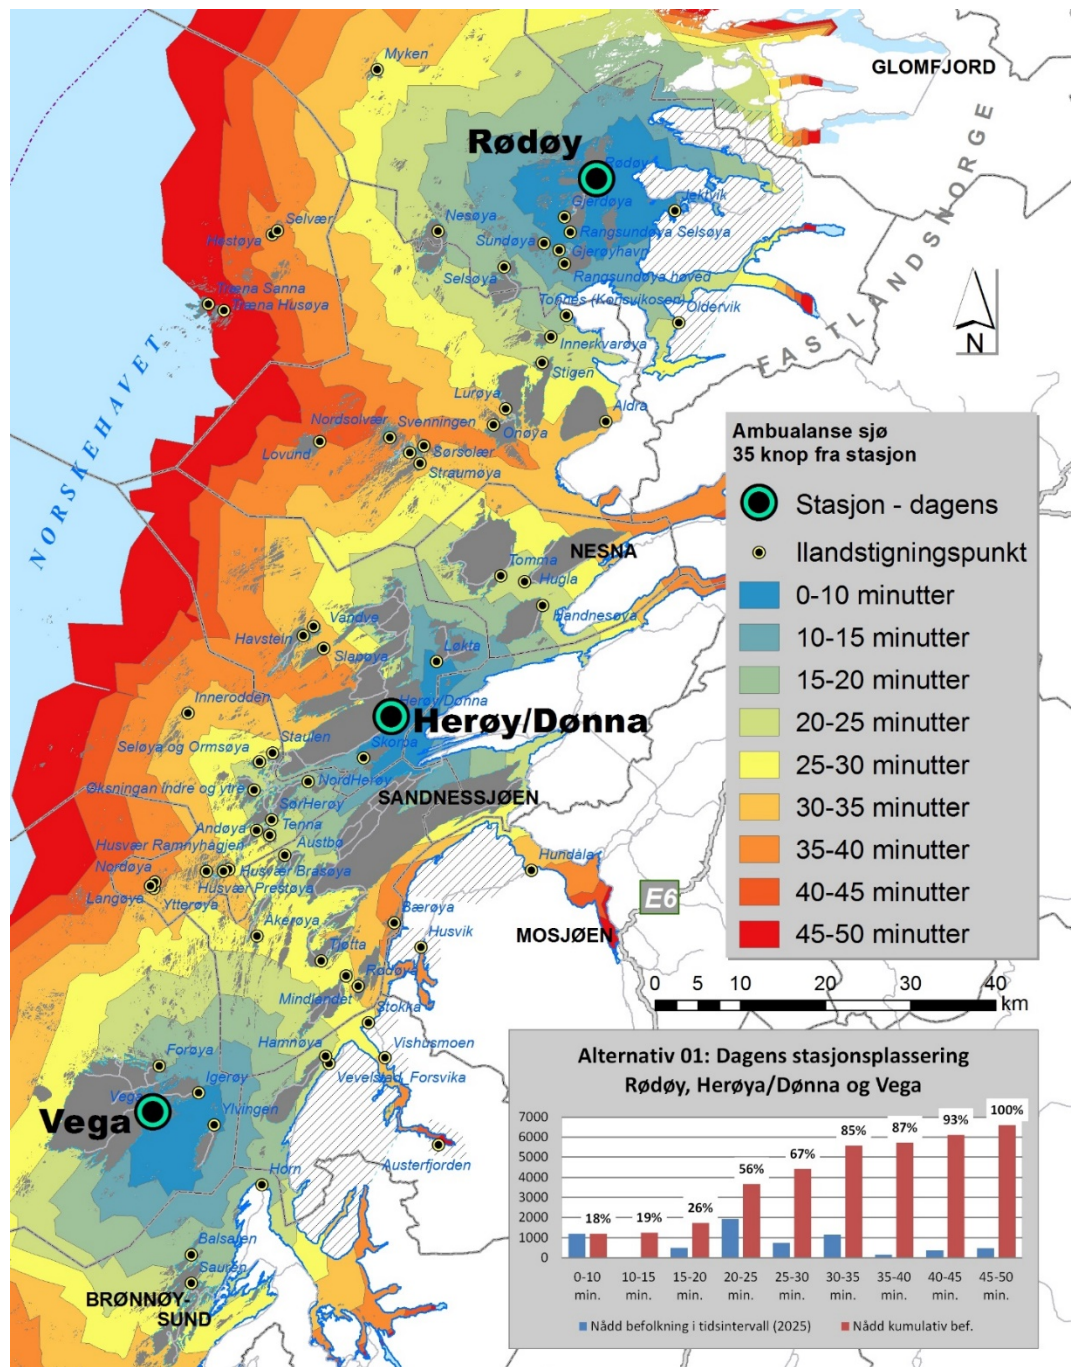 Myken
GLOMFJORD
Rødøy
Rødøy
Jektvik
Gjerdøya
Selvær
Hestøya
Nesøya
Rangsundøya Selsøya
Sundøya
Gjerøyhavn
Selsøya
Rangsundøya hoved
Træna Sanna
Træna Husøya
Tonnes (Konsvikosen)
Oldervik
Innerkvarøya
Stigen
FASTLANDSNORGE
N
NORSKEHAVET
Lurøya
Aldra
Onøya
Nordsolvær
Svenningen
Lovund
Sørsolær
Straumøya
Ambualanse sjø
35 knop fra stasjon
Stasjon - dagens
Ilandstigningspunkt
0-10 minutter
10-15 minutter
15-20 minutter
20-25 minutter
25-30 minutter
30-35 minutter
35-40 minutter
40-45 minutter
45-50 minutter
NESNA
Tomma
Hugla
Handnesøya
Vandve
Havstein
Slapøya
Løkta
Innerodden
Herøy/Dønna
Herøy/Dønna
Skorpa
Seløya og Ormsøya
Staulen
NordHerøy
Øksningan Indre og ytre
SANDNESSJØEN
SørHerøy
Andøya
Tenna
Husvær Ramnyhagjen
Austbø
Nordøya
Husvær Brasøya
Hundåla
Langøya
Husvær Prestøya
Ytterøya
E6
Åkerøya
Bærøya
Husvik
MOSJØEN
Tjøtta
Rødøya
Mindlandet
Stokka
0 5 10 20 30 40
km
Hamnøya
Vishusmoen
Forøya
Vevelstad Forsvika
Igerøy
Vega
Vega
Ylvingen
Austerfjorden
Horn
Balsøren
Sauren
BRØNNØY-
SUND
Alternativ 01: Dagens stasjonsplassering
Rødøy, Herøya/Dønna og Vega
7000
6000
5000
4000
3000
2000
1000
0
18%
19%
26%
56%
67%
85%
87%
93%
100%
0-10 10-15 15-20 20-25 25-30 30-35 35-40 40-45 45-50
min. min. min. min. min. min. min. min. min.
Nådd befolkning i tidsintervall (2025) Nådd kumulativ bef.